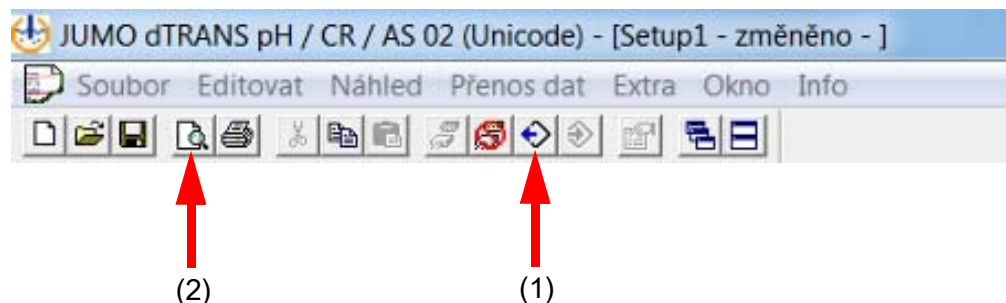 JUMO dTRANS pH / CR / AS 02 (Unicode) - [Setup1 - změněno - ]
Soubor Editovat Náhled Přenos dat Extra Okno Info
(2) (1)